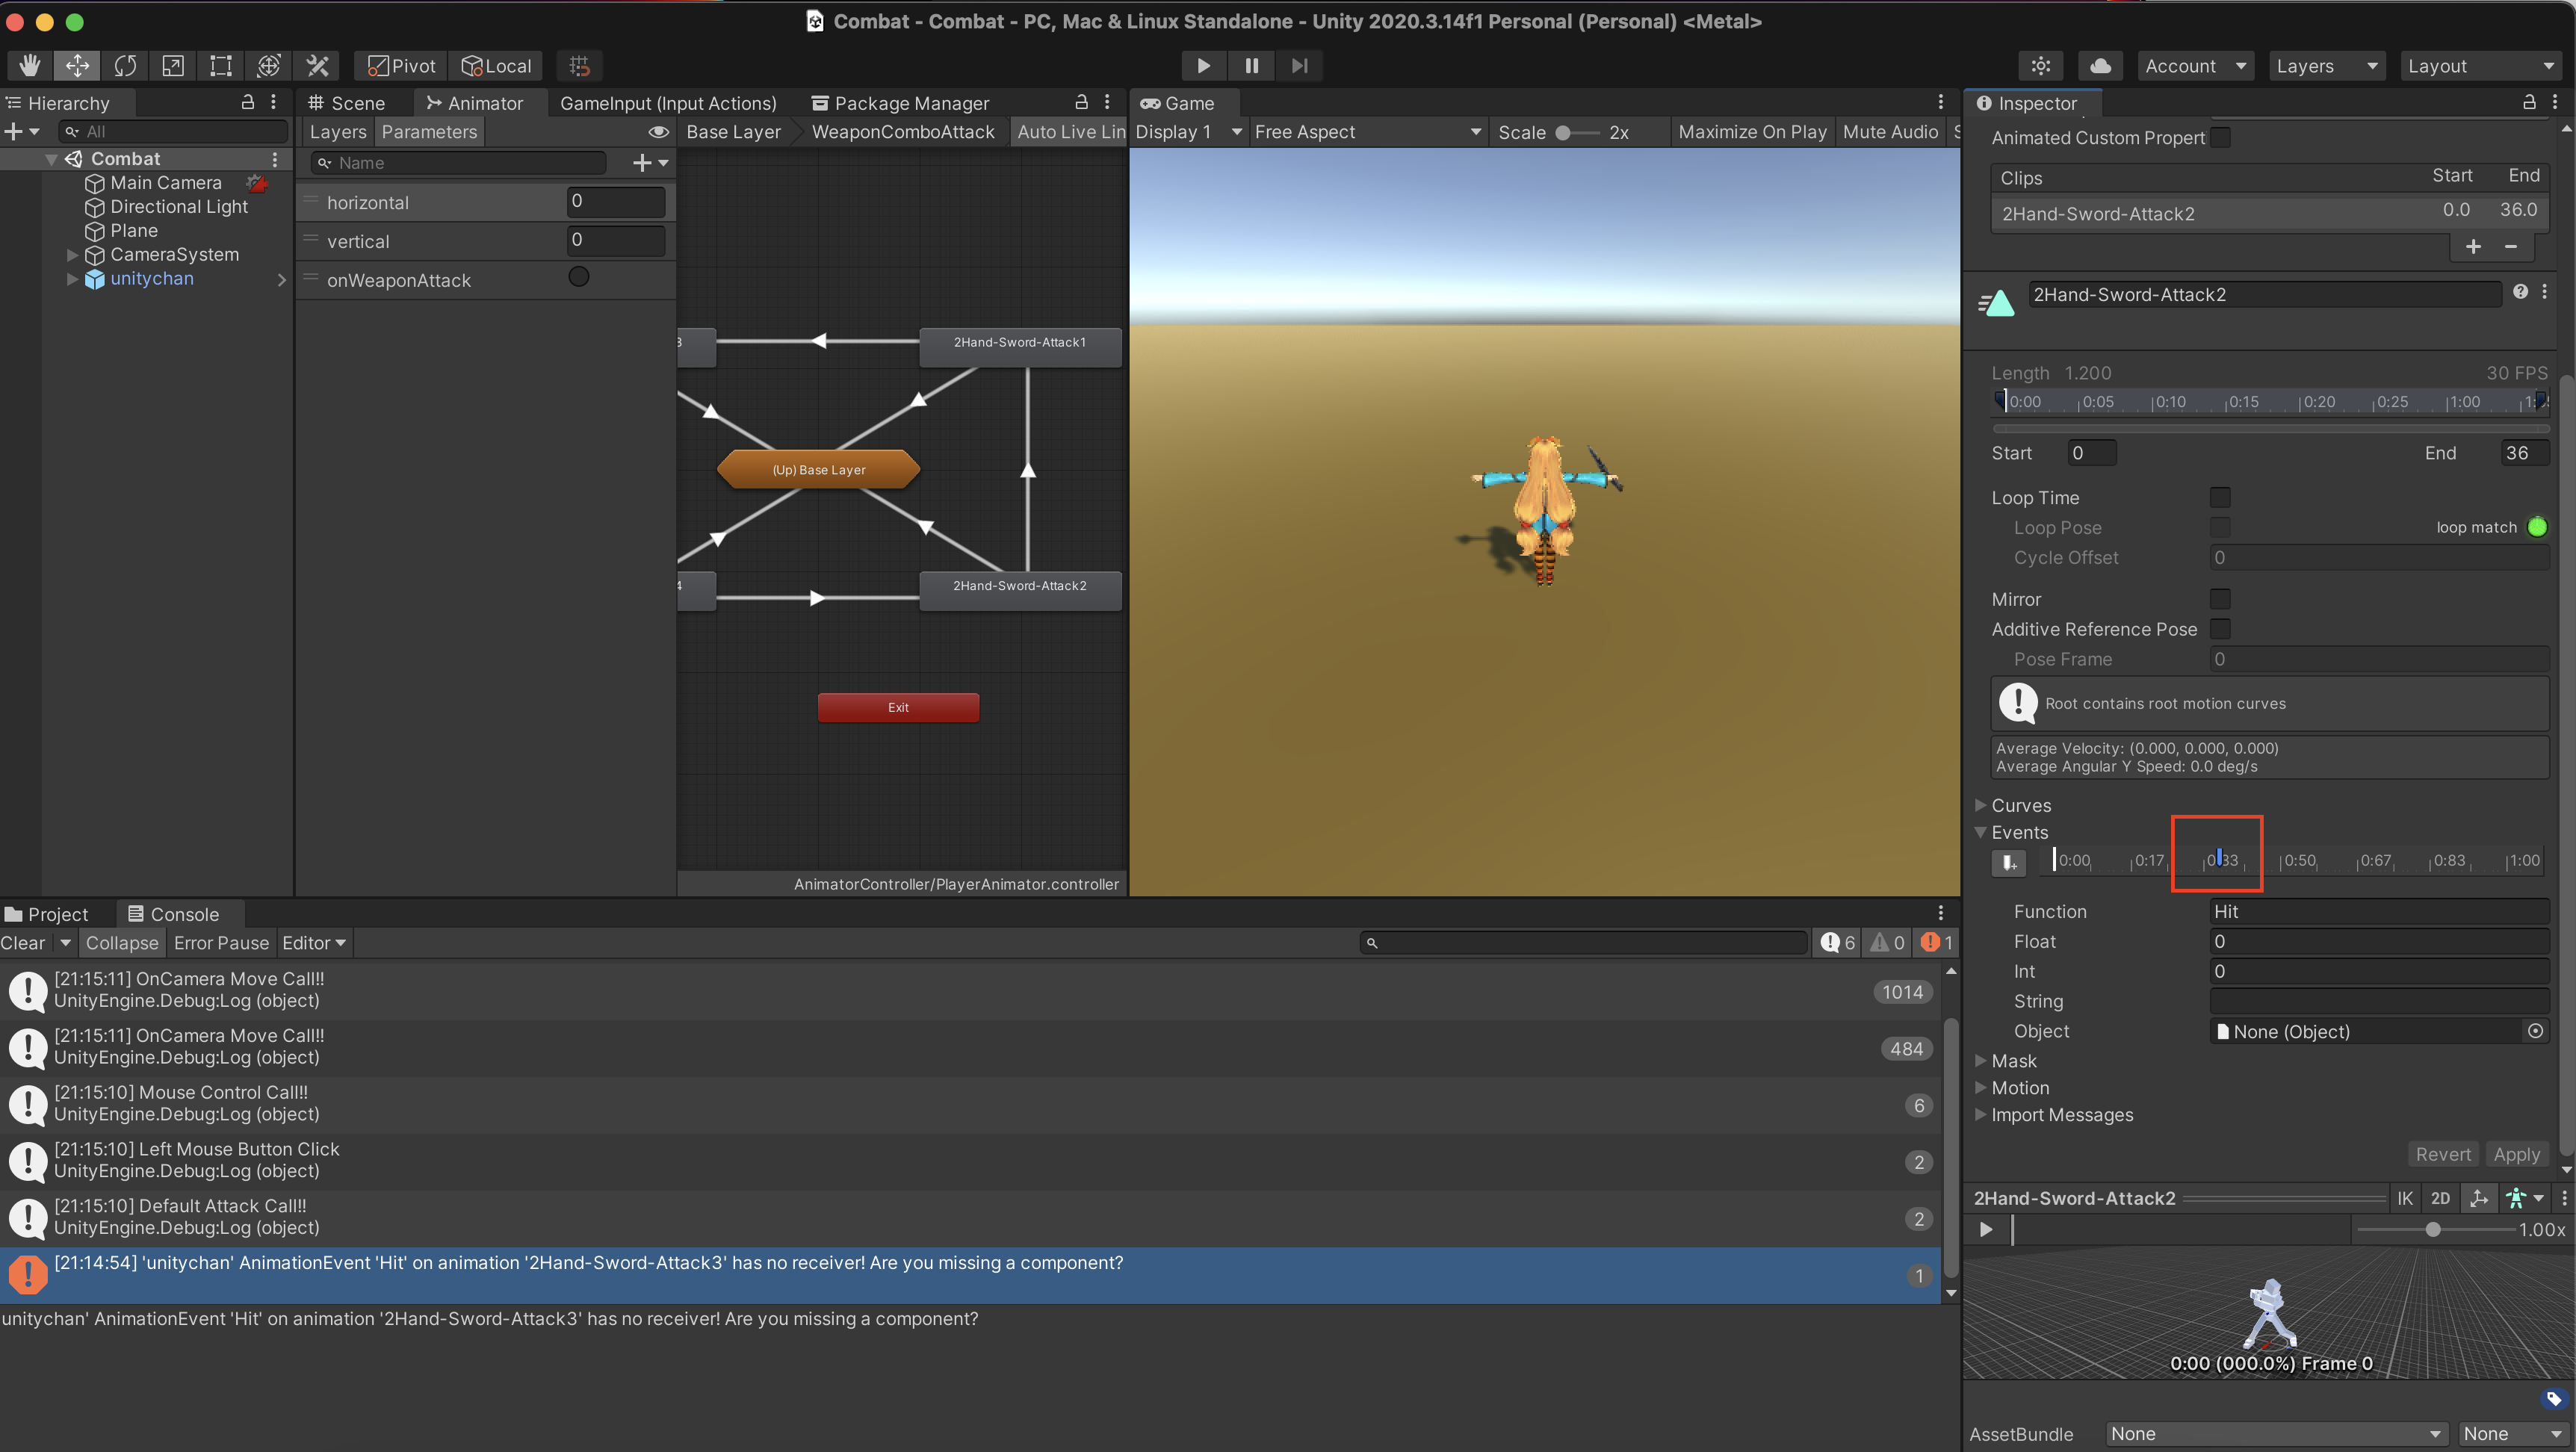 Combat - Combat - PC, Mac & Linux Standalone - Unity 2020.3.14f1 Personal (Personal) <Metal>
Pivot Local Account Layers Layout
Hierarchy
All
Combat
Main Camera
Directional Light
Plane
CameraSystem
unitychan
Scene Animator GameInput (Input Actions) Package Manager
Layers Parameters Base Layer WeaponComboAttack Auto Live Lin
Name
horizontal 0
vertical 0
onWeaponAttack
3
2Hand-Sword-Attack1
(Up) Base Layer
4
2Hand-Sword-Attack2
Exit
AnimatorController/PlayerAnimator.controller
Game
Display 1 Free Aspect Scale 2x Maximize On Play Mute Audio S
Inspector
Animated Custom Propert
Clips Start End
2Hand-Sword-Attack2 0.0 36.0
2Hand-Sword-Attack2
Length 1.200 30 FPS
0:00 0:05 0:10 0:15 0:20 0:25 1:00
Start 0 End 36
Loop Time
Loop Pose loop match
Cycle Offset 0
Mirror
Additive Reference Pose
Pose Frame 0
Root contains root motion curves
Average Velocity: (0.000, 0.000, 0.000)
Average Angular Y Speed: 0.0 deg/s
Curves
Events
0:00 0:17 0:33 0:50 0:67 0:83 1:00
Function Hit
Float 0
Int 0
String
Object None (Object)
Mask
Motion
Import Messages
Revert Apply
2Hand-Sword-Attack2 IK 2D
1.00x
0:00 (000.0%) Frame 0
AssetBundle None None
Project Console
Clear Collapse Error Pause Editor 6 0 1
[21:15:11] OnCamera Move Call!!
UnityEngine.Debug:Log (object)
1014
[21:15:11] OnCamera Move Call!!
UnityEngine.Debug:Log (object)
484
[21:15:10] Mouse Control Call!!
UnityEngine.Debug:Log (object)
6
[21:15:10] Left Mouse Button Click
UnityEngine.Debug:Log (object)
2
[21:15:10] Default Attack Call!!
UnityEngine.Debug:Log (object)
2
[21:14:54] 'unitychan' AnimationEvent 'Hit' on animation '2Hand-Sword-Attack3' has no receiver! Are you missing a component?
1
unitychan' AnimationEvent 'Hit' on animation '2Hand-Sword-Attack3' has no receiver! Are you missing a component?